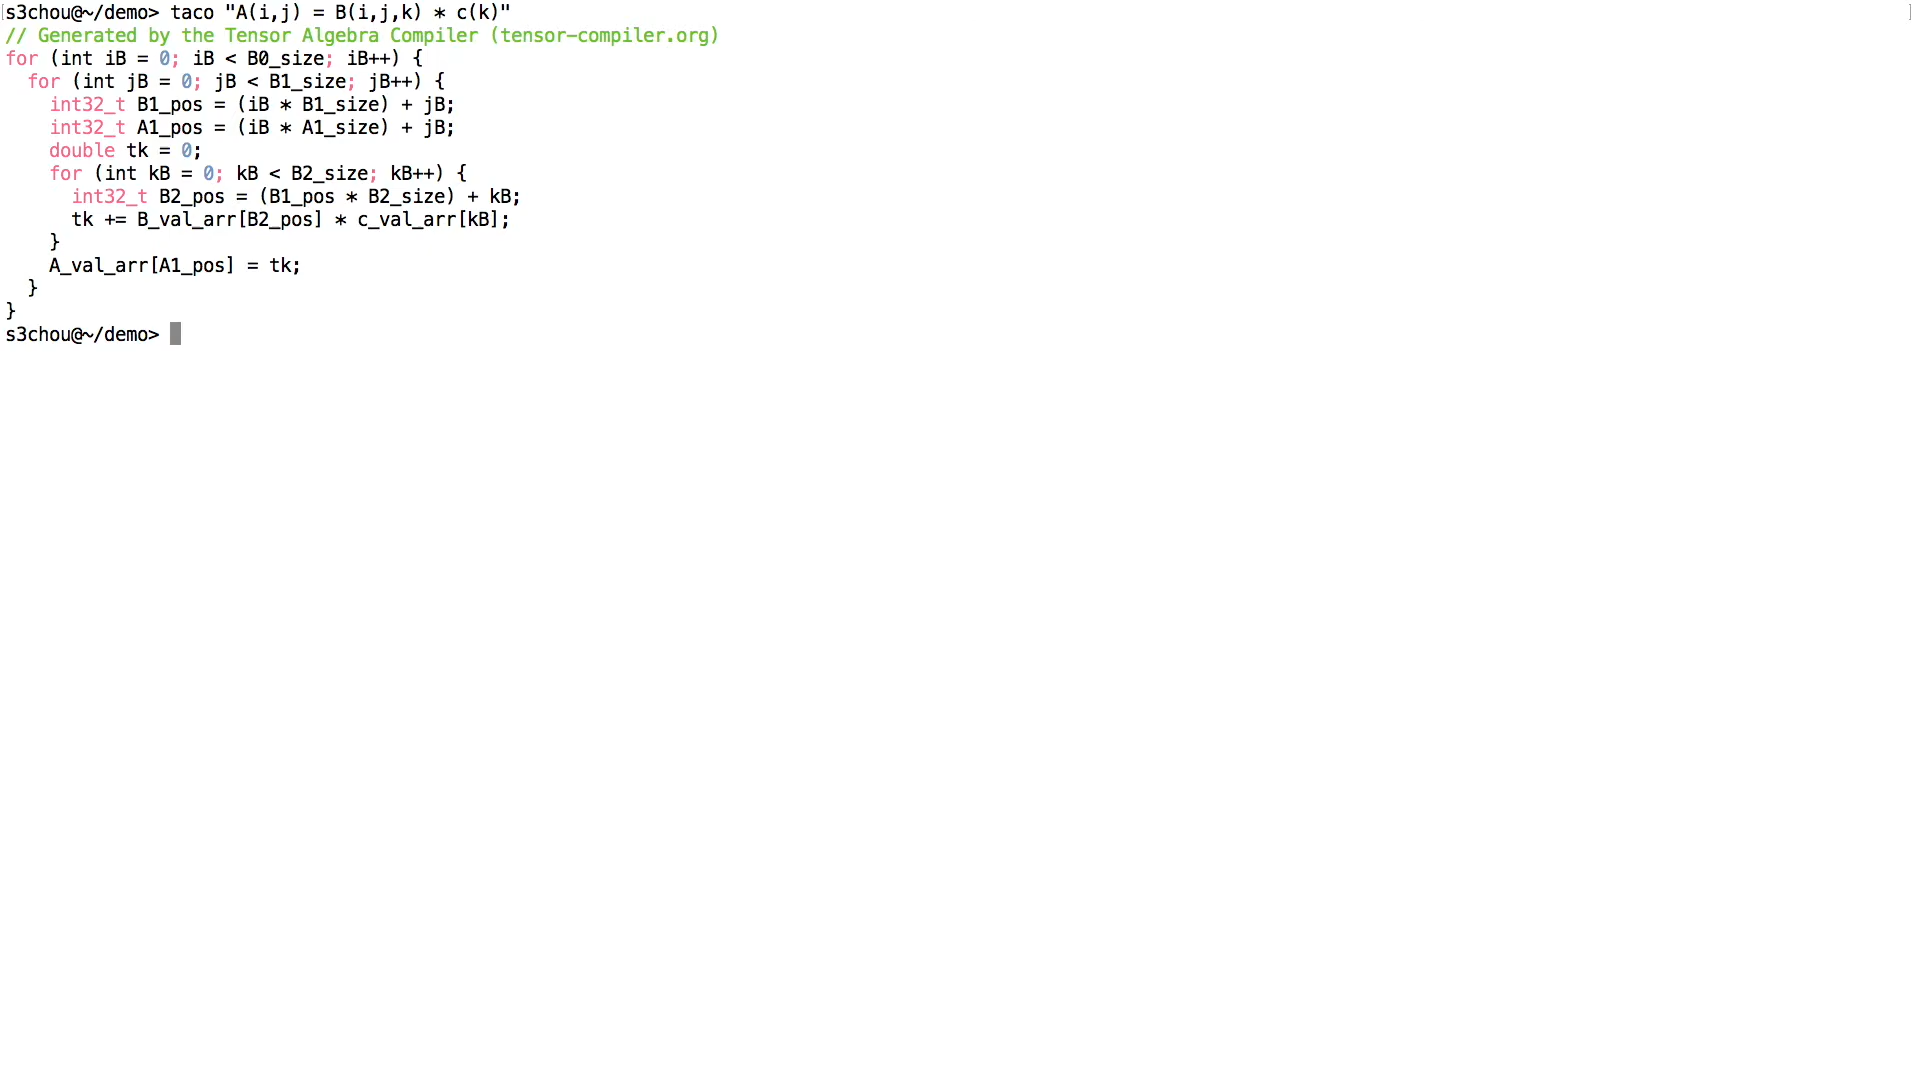 s3chou@~/demo> taco "A(i,j) = B(i,j,k) * c(k)"
// Generated by the Tensor Algebra Compiler (tensor-compiler.org)
for (int iB = 0; iB < B0_size; iB++) {
  for (int jB = 0; jB < B1_size; jB++) {
    int32_t B1_pos = (iB * B1_size) + jB;
    int32_t A1_pos = (iB * A1_size) + jB;
    double tk = 0;
    for (int kB = 0; kB < B2_size; kB++) {
      int32_t B2_pos = (B1_pos * B2_size) + kB;
      tk += B_val_arr[B2_pos] * c_val_arr[kB];
    }
    A_val_arr[A1_pos] = tk;
  }
}
s3chou@~/demo>